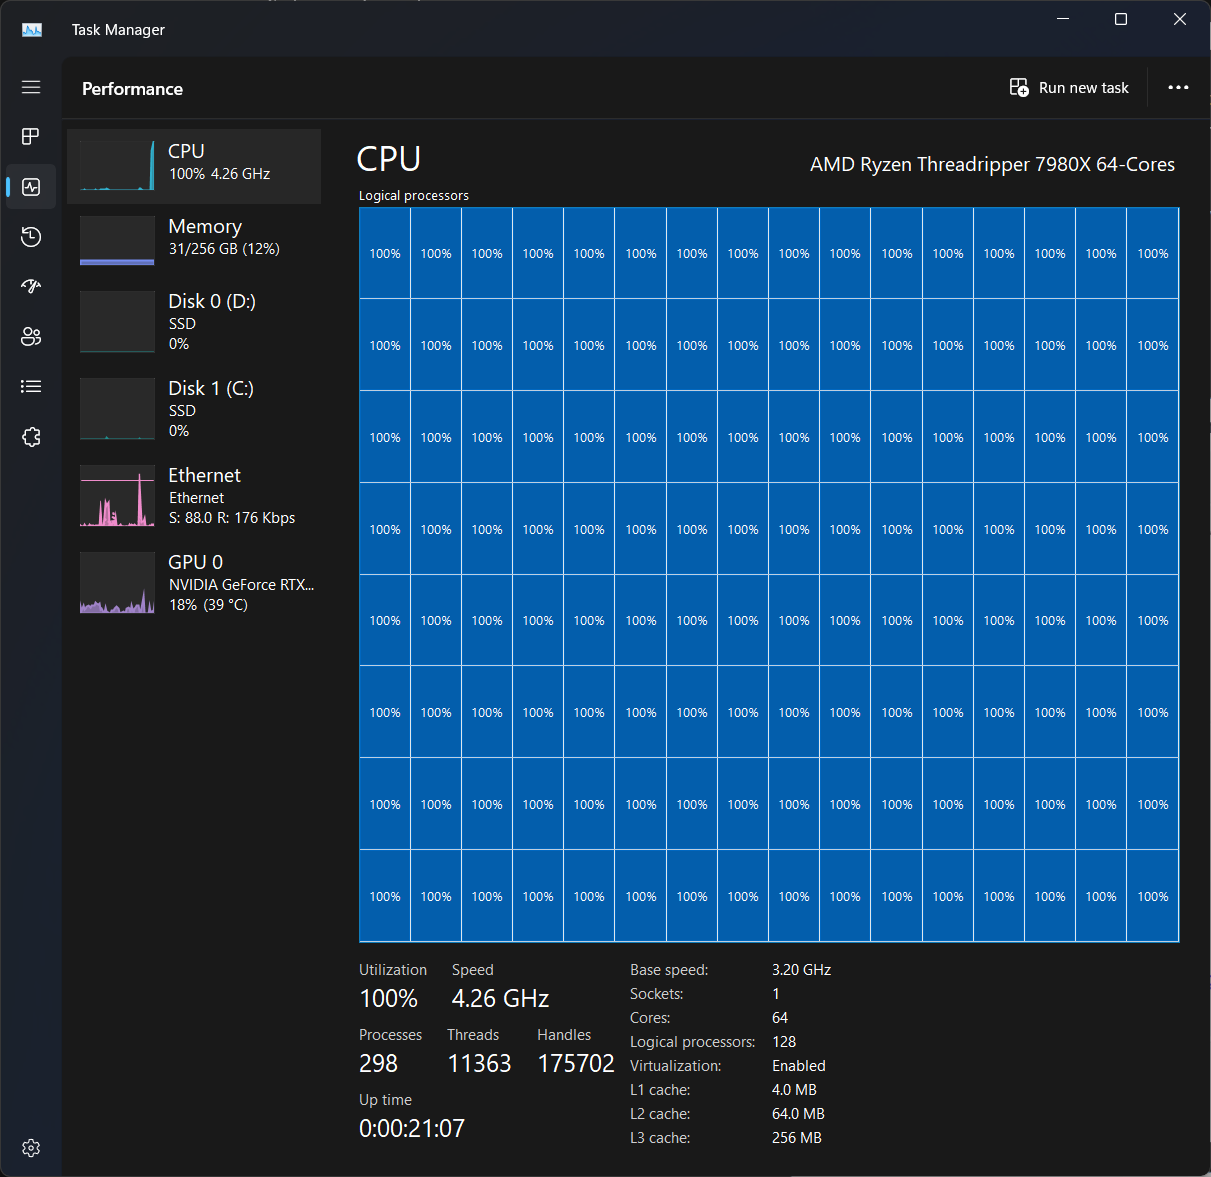 Task Manager
Performance
Run new task
CPU
100% 4.26 GHz
Memory
31/256 GB (12%)
Disk 0 (D:)
SSD
0%
Disk 1 (C:)
SSD
0%
Ethernet
Ethernet
S: 88.0 R: 176 Kbps
GPU 0
NVIDIA GeForce RTX...
18% (39 °C)
CPU
AMD Ryzen Threadripper 7980X 64-Cores
Logical processors
100% 100% 100% 100% 100% 100% 100% 100% 100% 100% 100% 100% 100% 100% 100% 100%
100% 100% 100% 100% 100% 100% 100% 100% 100% 100% 100% 100% 100% 100% 100% 100%
100% 100% 100% 100% 100% 100% 100% 100% 100% 100% 100% 100% 100% 100% 100% 100%
100% 100% 100% 100% 100% 100% 100% 100% 100% 100% 100% 100% 100% 100% 100% 100%
100% 100% 100% 100% 100% 100% 100% 100% 100% 100% 100% 100% 100% 100% 100% 100%
100% 100% 100% 100% 100% 100% 100% 100% 100% 100% 100% 100% 100% 100% 100% 100%
100% 100% 100% 100% 100% 100% 100% 100% 100% 100% 100% 100% 100% 100% 100% 100%
100% 100% 100% 100% 100% 100% 100% 100% 100% 100% 100% 100% 100% 100% 100% 100%
Utilization Speed
100% 4.26 GHz
Processes Threads Handles
298 11363 175702
Up time
0:00:21:07
Base speed: 3.20 GHz
Sockets: 1
Cores: 64
Logical processors: 128
Virtualization: Enabled
L1 cache: 4.0 MB
L2 cache: 64.0 MB
L3 cache: 256 MB